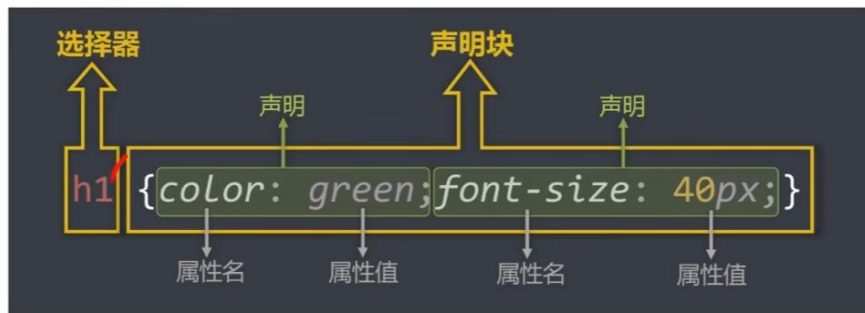 选择器 声明块
声明 声明
h1 {color: green;font-size: 40px;}
属性名 属性值 属性名 属性值